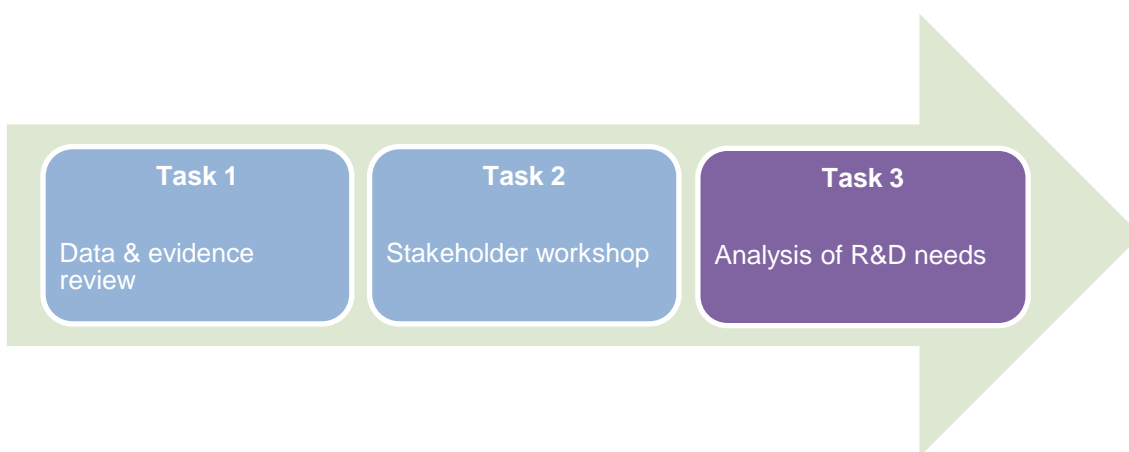 Task 1
Data & evidence
review
Task 2
Stakeholder workshop
Task 3
Analysis of R&D needs